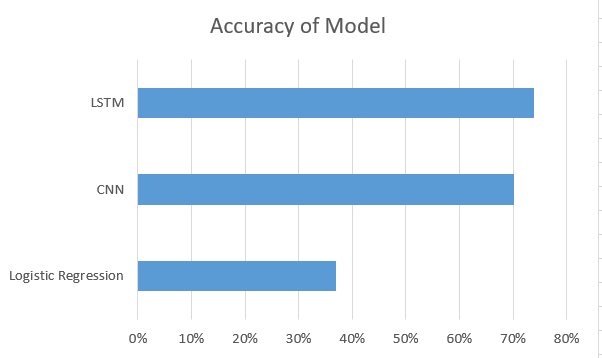 Accuracy of Model
LSTM
CNN
Logistic Regression
0% 10% 20% 30% 40% 50% 60% 70% 80%